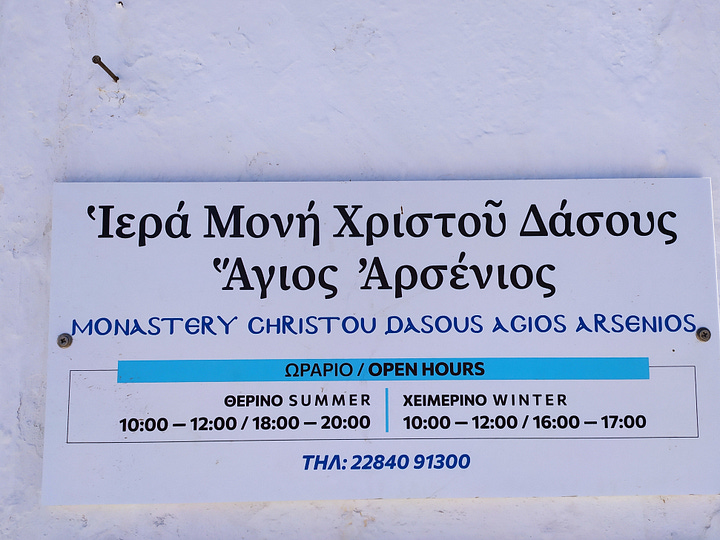 Ἱερά Μονή Χριστοῦ Δάσους
Ἅγιος Ἀρσένιος
MONASTERY CHRISTOU DASOUS AGIOS ARSENIOS
ΩΡΑΡΙΟ / OPEN HOURS
ΘΕΡΙΝΟ SUMMER
10:00 – 12:00 / 18:00 – 20:00
ΧΕΙΜΕΡΙΝΟ WINTER
10:00 – 12:00 / 16:00 – 17:00
ΤΗΛ: 22840 91300